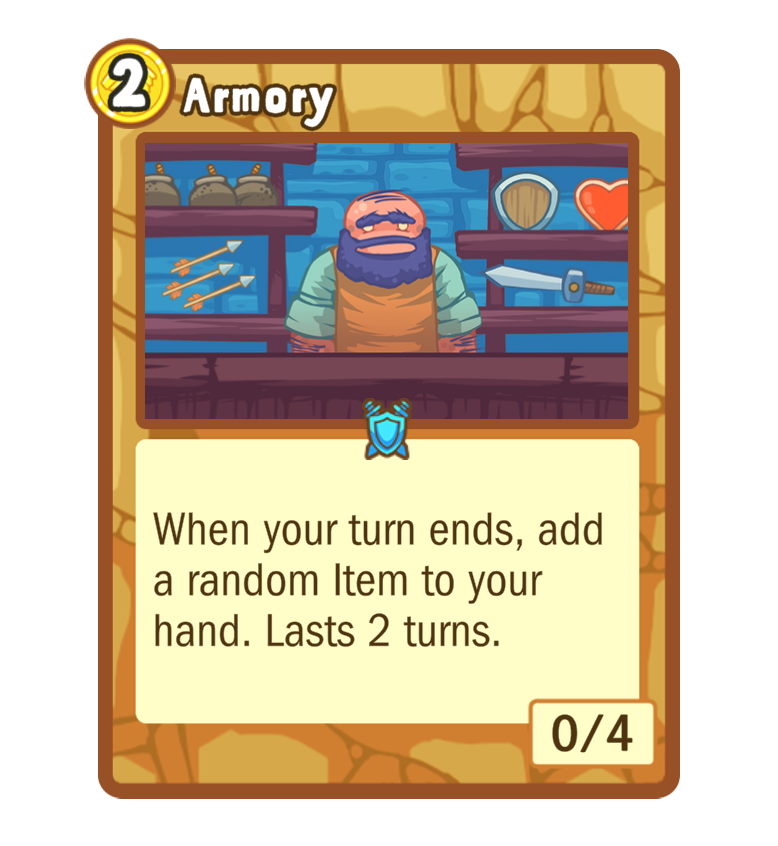 2
Armory
When your turn ends, add
a random Item to your
hand. Lasts 2 turns.
0/4